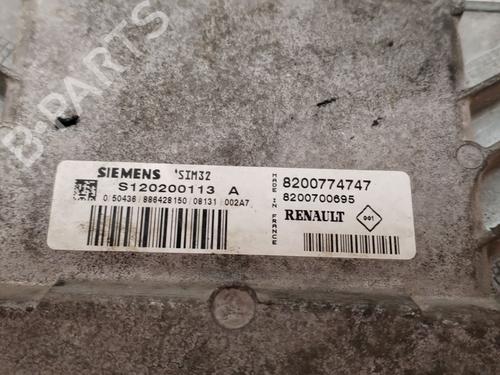 B-PARTS
SIEMENS 'SIM32
S120200113 A
0/50436/886428150/08131/002A7
MADE IN FRANCE
8200774747
8200700695
RENAULT
001